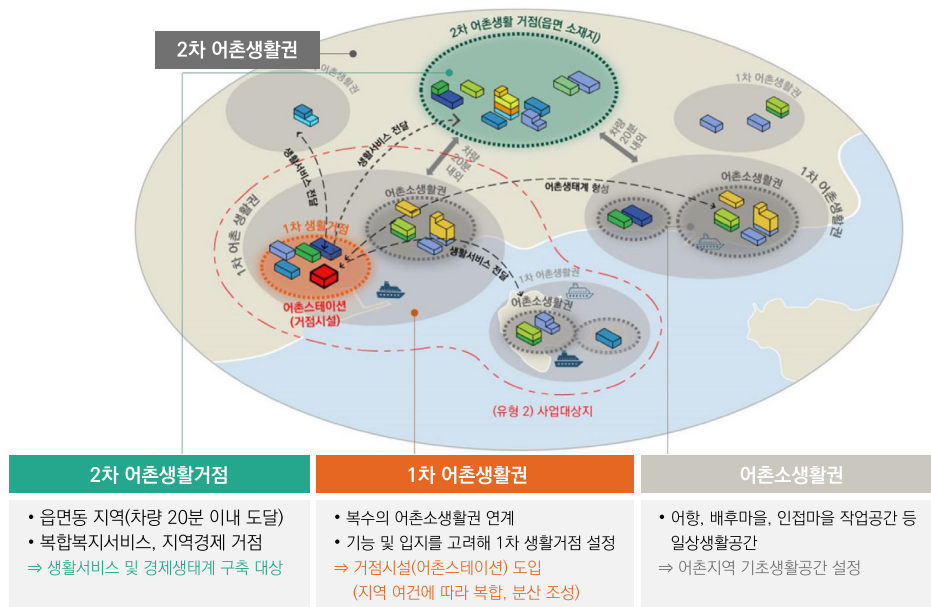 2차 어촌생활 거점(읍면 소재지)
2차 어촌생활권
어촌생활권
1차 어촌생활권
생활서비스 전달
생활서비스 전달
차량
20분
내외
차량
20분
내외
어촌소생활권
어촌생태계 형성
어촌소생활권
1차 어촌생활권
1차 어촌 생활권
1차 생활거점
어촌스테이션
(거점시설)
생활서비스 전달
1차 어촌생활권
어촌소생활권
(유형 2) 사업대상지
2차 어촌생활거점
• 읍면동 지역(차량 20분 이내 도달)
• 복합복지서비스, 지역경제 거점
⇒ 생활서비스 및 경제생태계 구축 대상
1차 어촌생활권
• 복수의 어촌소생활권 연계
• 기능 및 입지를 고려해 1차 생활거점 설정
⇒ 거점시설(어촌스테이션) 도입
(지역 여건에 따라 복합, 분산 조성)
어촌소생활권
• 어항, 배후마을, 인접마을 작업공간 등
일상생활공간
⇒ 어촌지역 기초생활공간 설정